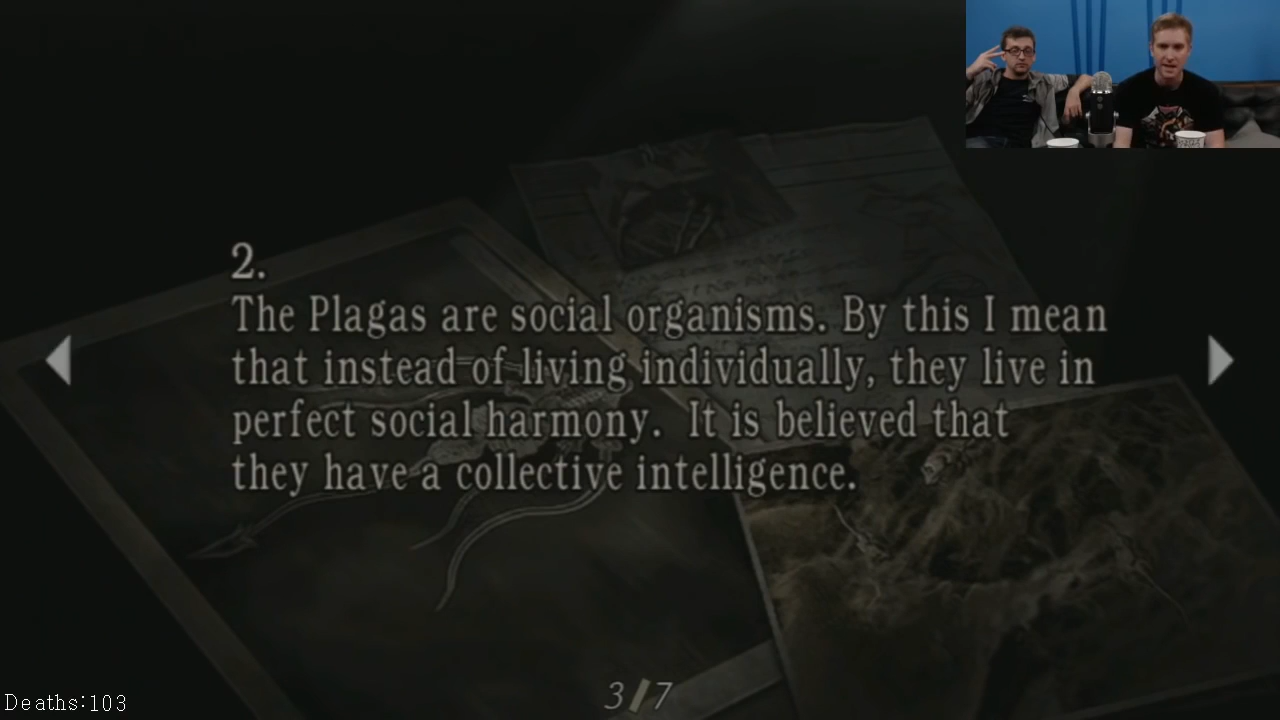 2.
The Plagas are social organisms. By this I mean
that instead of living individually, they live in
perfect social harmony. It is believed that
they have a collective intelligence.
3/7
Deaths:103